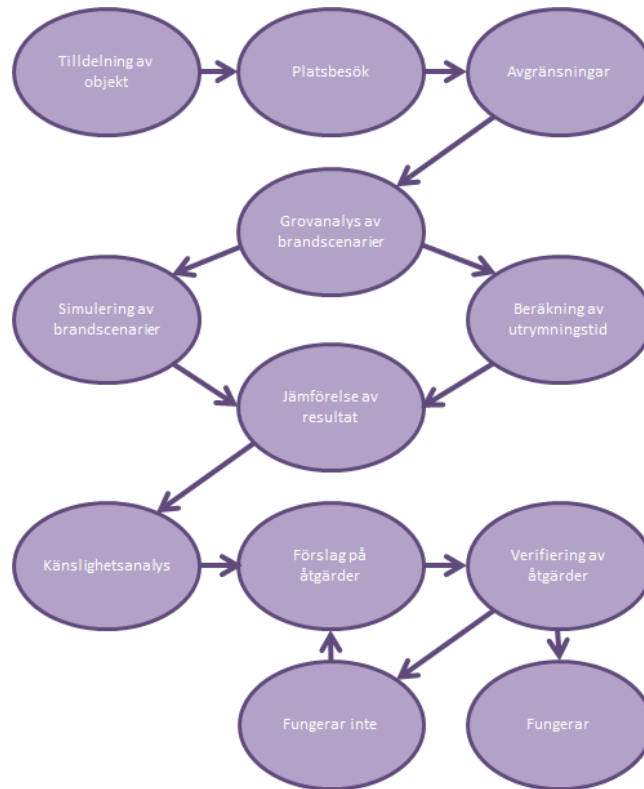 Tilldelning av
objekt
Platsbesök
Avgränsningar
Grovanalys av
brandscenarier
Simulering av
brandscenarier
Beräkning av
utrymningstid
Jämförelse av
resultat
Känslighetsanalys
Förslag på
åtgärder
Verifiering av
åtgärder
Fungerar inte
Fungerar